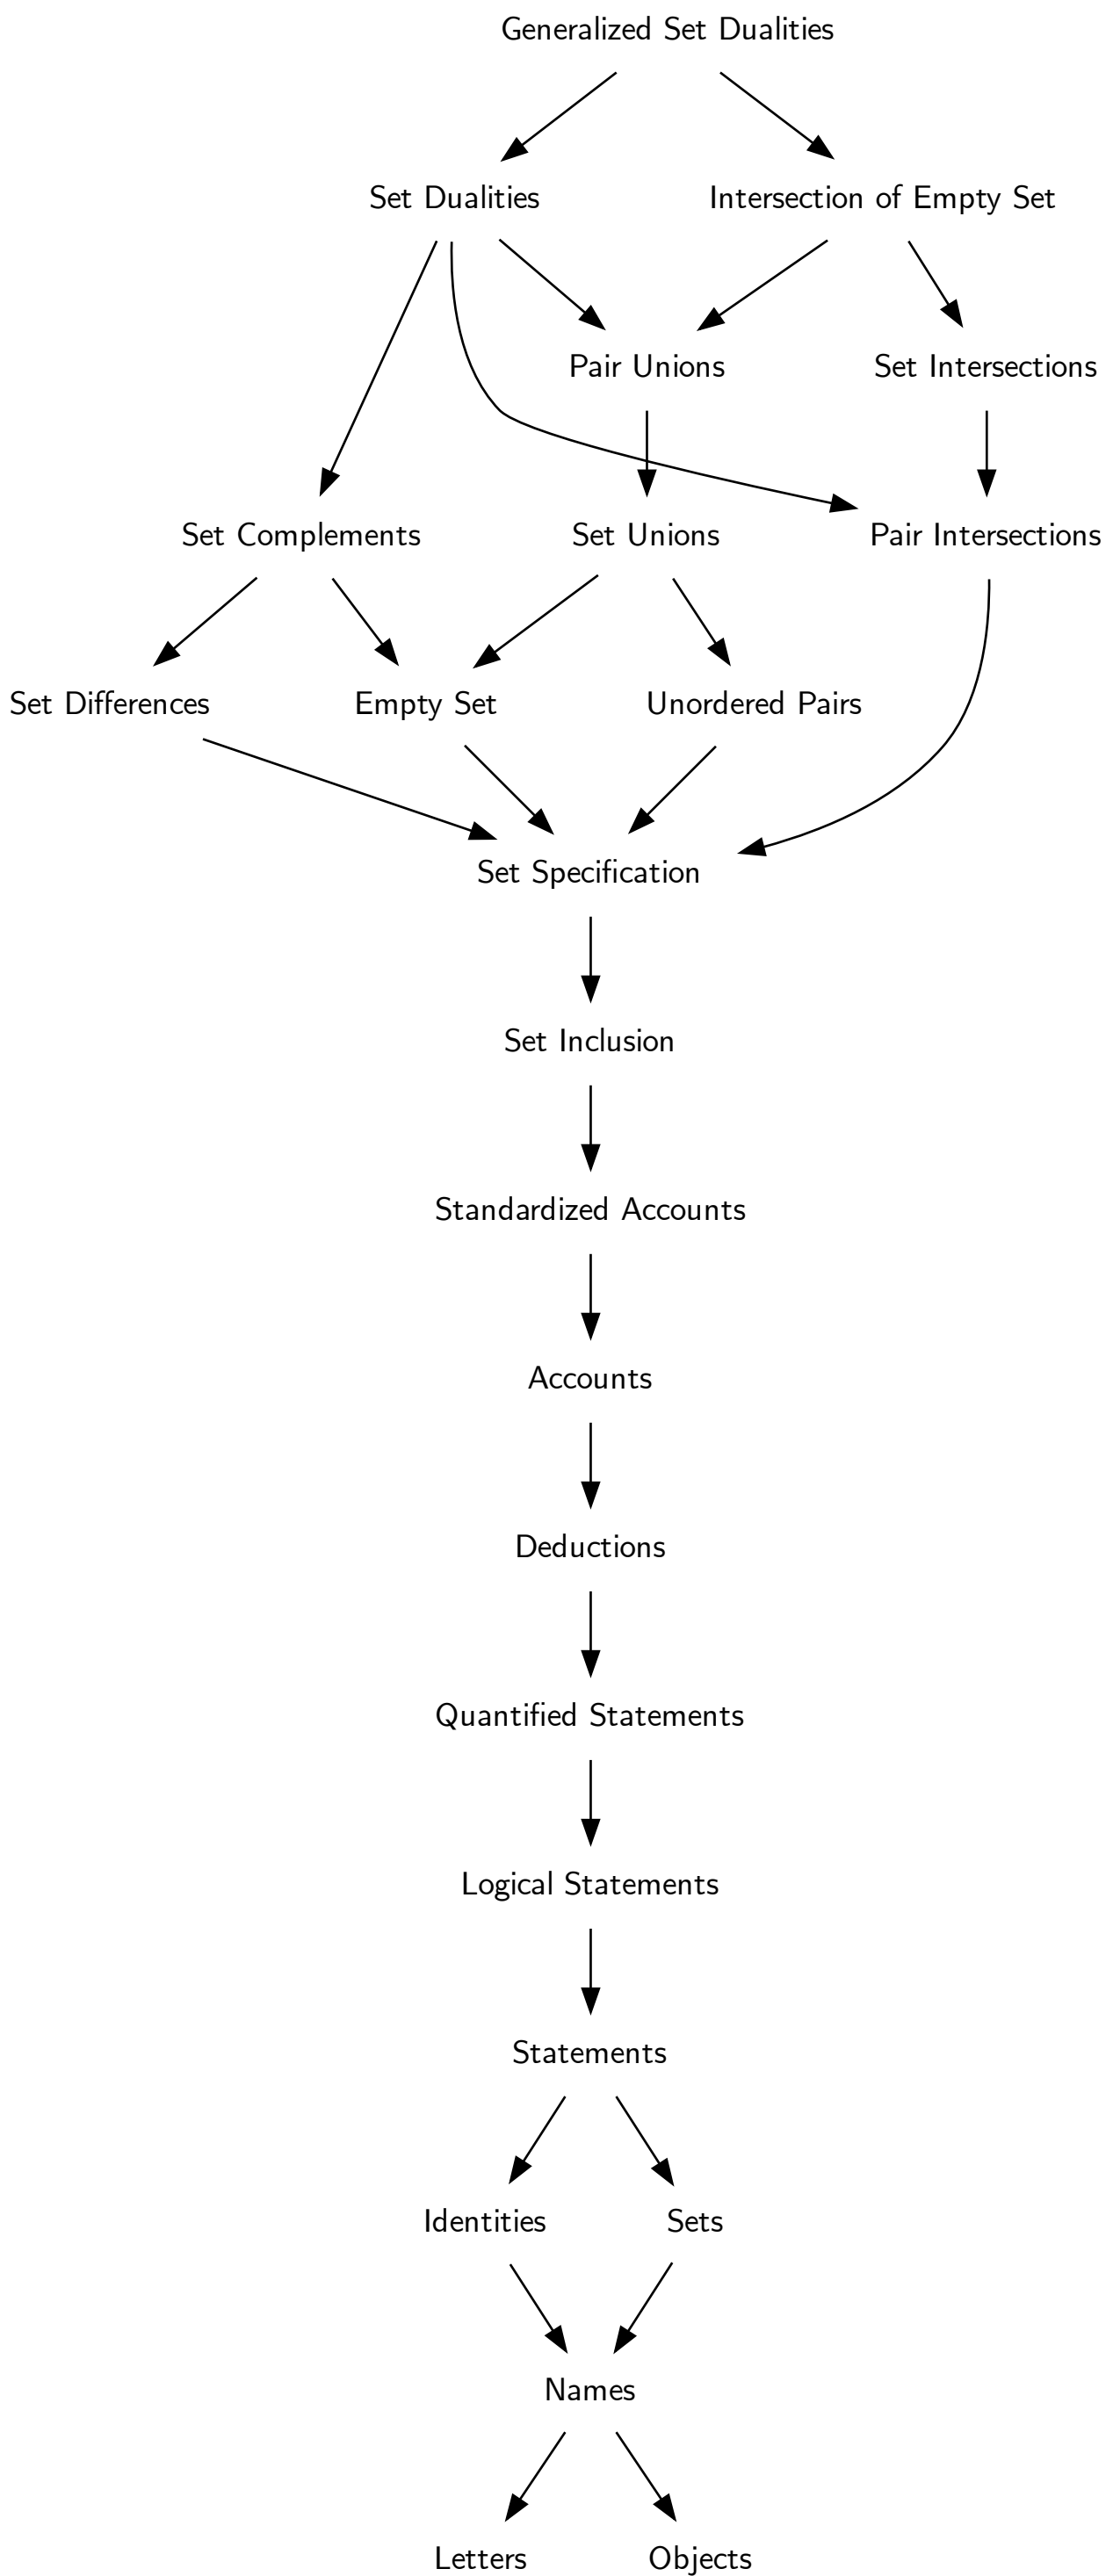 Generalized Set Dualities
Set Dualities
Intersection of Empty Set
Pair Unions
Set Intersections
Set Complements
Set Unions
Pair Intersections
Set Differences
Empty Set
Unordered Pairs
Set Specification
Set Inclusion
Standardized Accounts
Accounts
Deductions
Quantified Statements
Logical Statements
Statements
Identities
Sets
Names
Letters
Objects